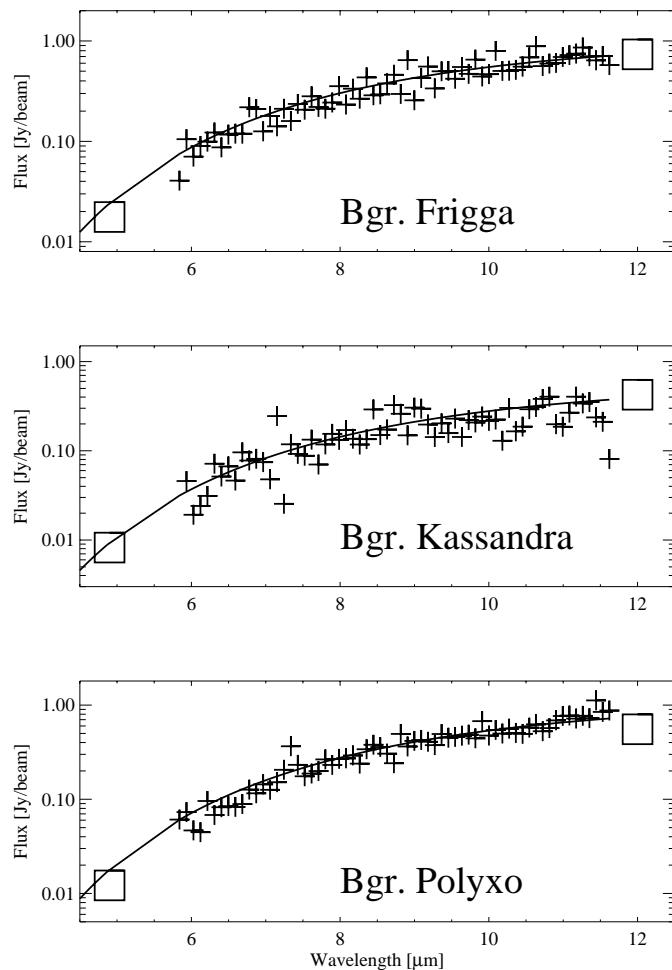 1.00
0.10
0.01
Flux [Jy/beam]
Bgr. Frigga
6 8 10 12
1.00
0.10
0.01
Flux [Jy/beam]
Bgr. Kassandra
6 8 10 12
1.00
0.10
0.01
Flux [Jy/beam]
Bgr. Polyxo
6 8 10 12
Wavelength [μm]